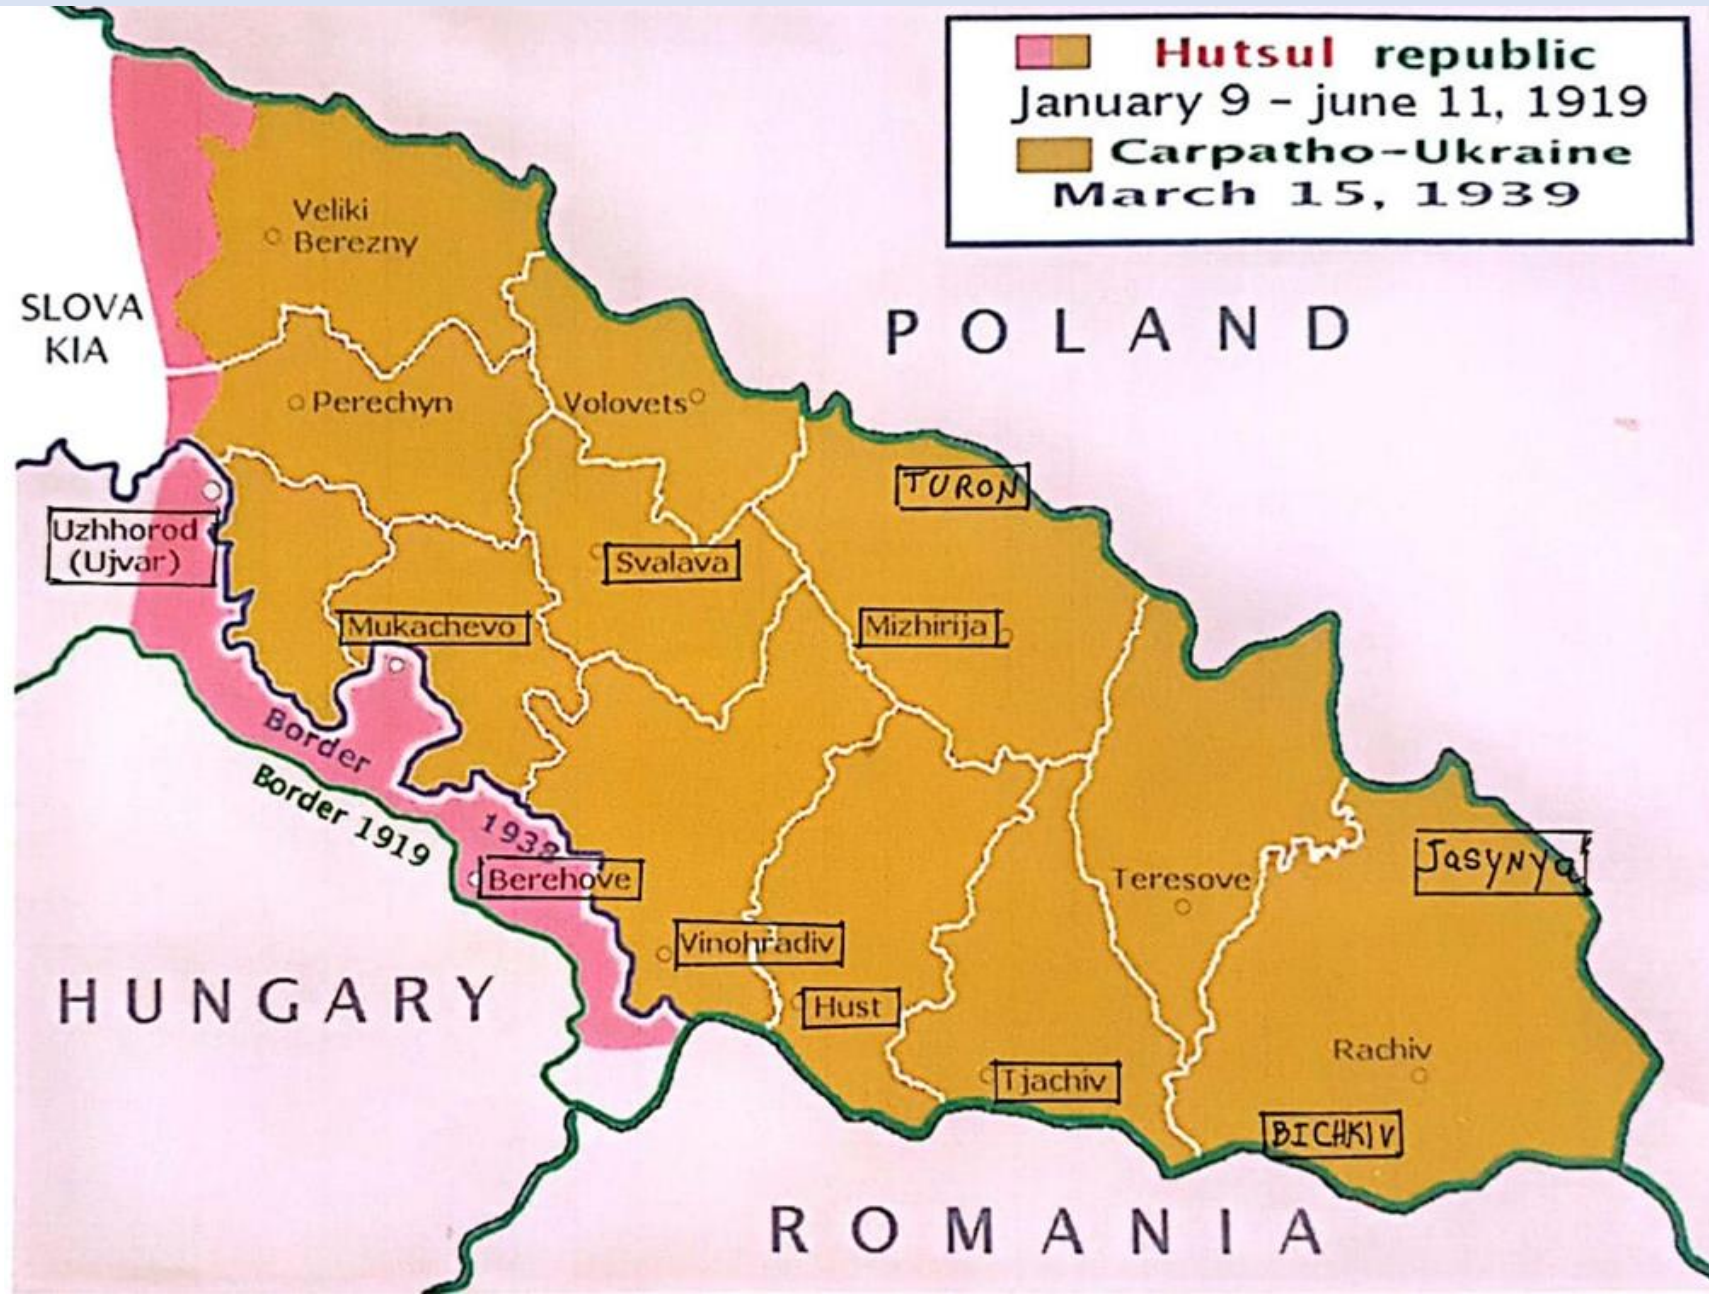 Hutsul republic
January 9 - june 11, 1919
Carpatho-Ukraine
March 15, 1939
Veliki
Berezny
SLOVA
KIA
POLAND
Perechyn
Volovets
TURON
Uzhhorod
(Ujvar)
Svalava
Mukachevo
Mizhirija
Border
1938
Border 1919
Berehove
Teresove
Jasynya
Vinohradiv
HUNGARY
Hust
Rachiv
Tjachiv
BICHKIV
ROMANIA